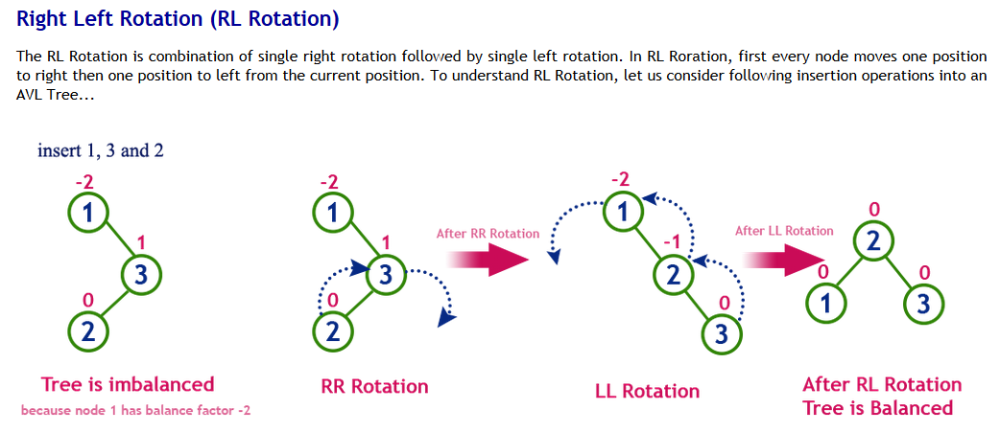 Right Left Rotation (RL Rotation)
The RL Rotation is combination of single right rotation followed by single left rotation. In RL Roration, first every node moves one position
to right then one position to left from the current position. To understand RL Rotation, let us consider following insertion operations into an
AVL Tree...
insert 1, 3 and 2
-2
1
1
3
0
2
Tree is imbalanced
because node 1 has balance factor -2
-2
1
1
3
0
2
RR Rotation
After RR Rotation
-2
1
-1
2
0
3
LL Rotation
After LL Rotation
0
2
0
1
0
3
After RL Rotation
Tree is Balanced